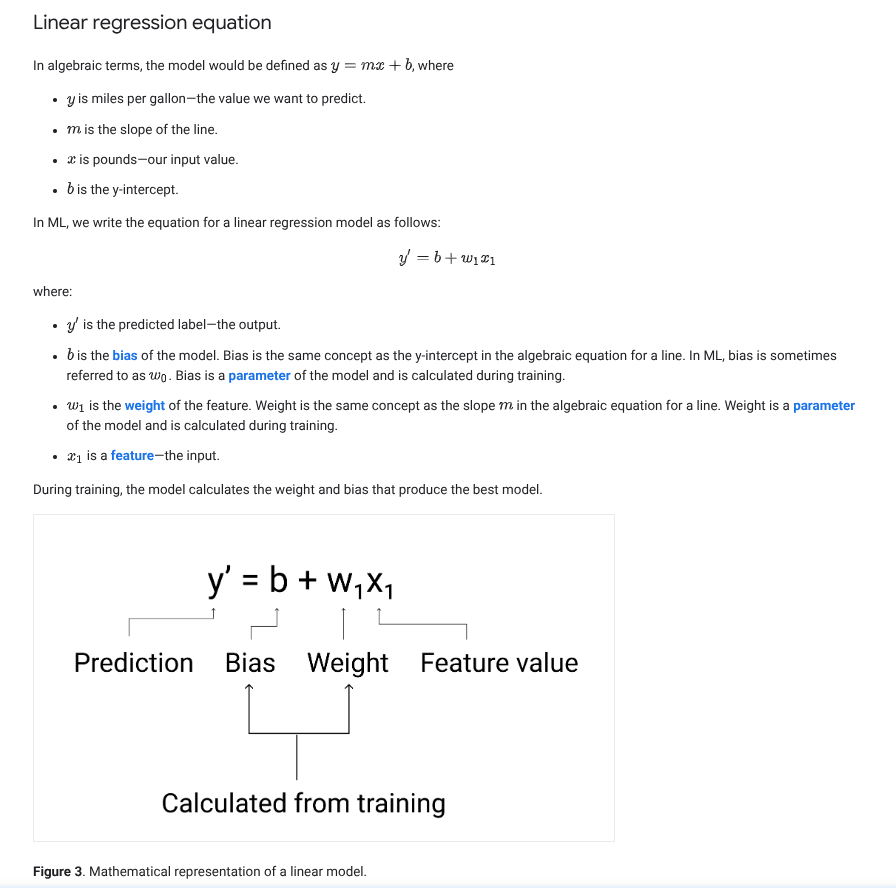 Linear regression equation
In algebraic terms, the model would be defined as y = mx + b, where
• y is miles per gallon—the value we want to predict.
• m is the slope of the line.
• x is pounds—our input value.
• b is the y-intercept.
In ML, we write the equation for a linear regression model as follows:
y′ = b + w₁x₁
where:
• y′ is the predicted label—the output.
• b is the bias of the model. Bias is the same concept as the y-intercept in the algebraic equation for a line. In ML, bias is sometimes
referred to as w₀. Bias is a parameter of the model and is calculated during training.
• w₁ is the weight of the feature. Weight is the same concept as the slope m in the algebraic equation for a line. Weight is a parameter
of the model and is calculated during training.
• x₁ is a feature—the input.
During training, the model calculates the weight and bias that produce the best model.
y′ = b + w₁x₁
Prediction Bias Weight Feature value
Calculated from training
Figure 3. Mathematical representation of a linear model.